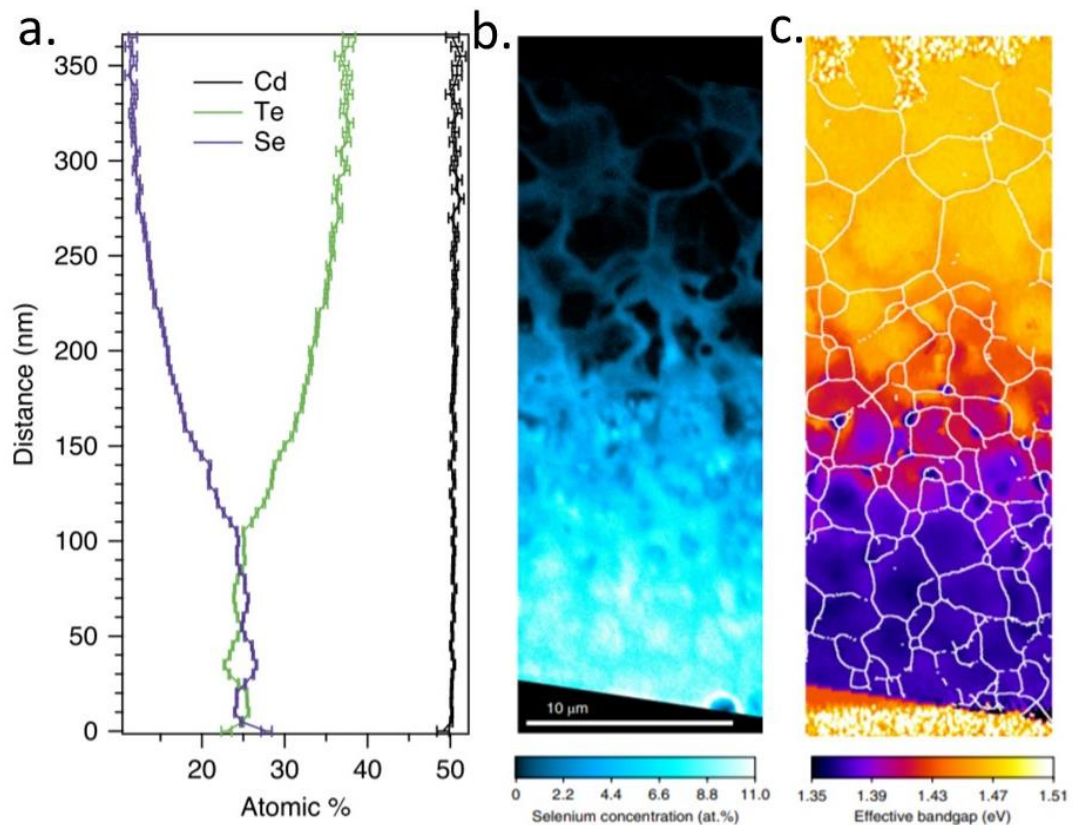 a.
350
300
250
200
150
100
50
0
Distance (nm)
Cd
Te
Se
20 30 40 50
Atomic %
b.
10 μm
0 2.2 4.4 6.6 8.8 11.0
Selenium concentration (at.%)
c.
1.35 1.39 1.43 1.47 1.51
Effective bandgap (eV)